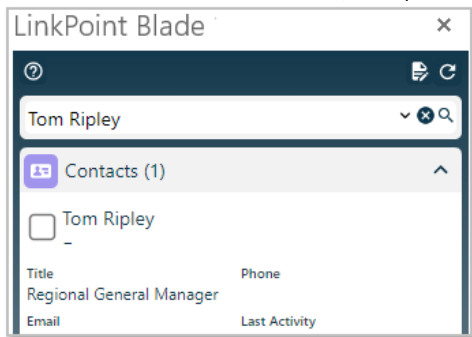 LinkPoint Blade
Tom Ripley
Contacts (1)
Tom Ripley
–
Title Phone
Regional General Manager
Email Last Activity